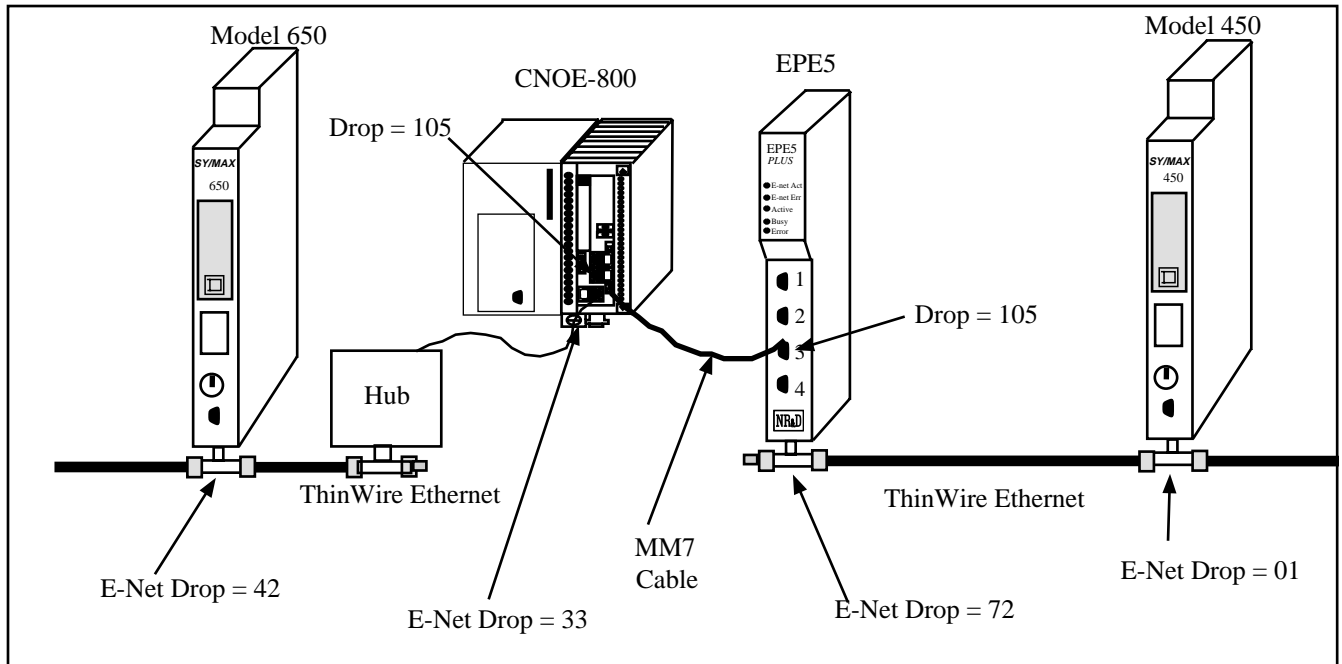 Model 650
Model 450
EPE5
CNOE-800
Drop = 105
SY/MAX
650
EPE5
PLUS
E-net Act
E-net Err
Active
Busy
Error
SY/MAX
450
1
2
3
4
Drop = 105
Hub
NR&D
ThinWire Ethernet
ThinWire Ethernet
MM7
Cable
E-Net Drop = 42
E-Net Drop = 33
E-Net Drop = 72
E-Net Drop = 01